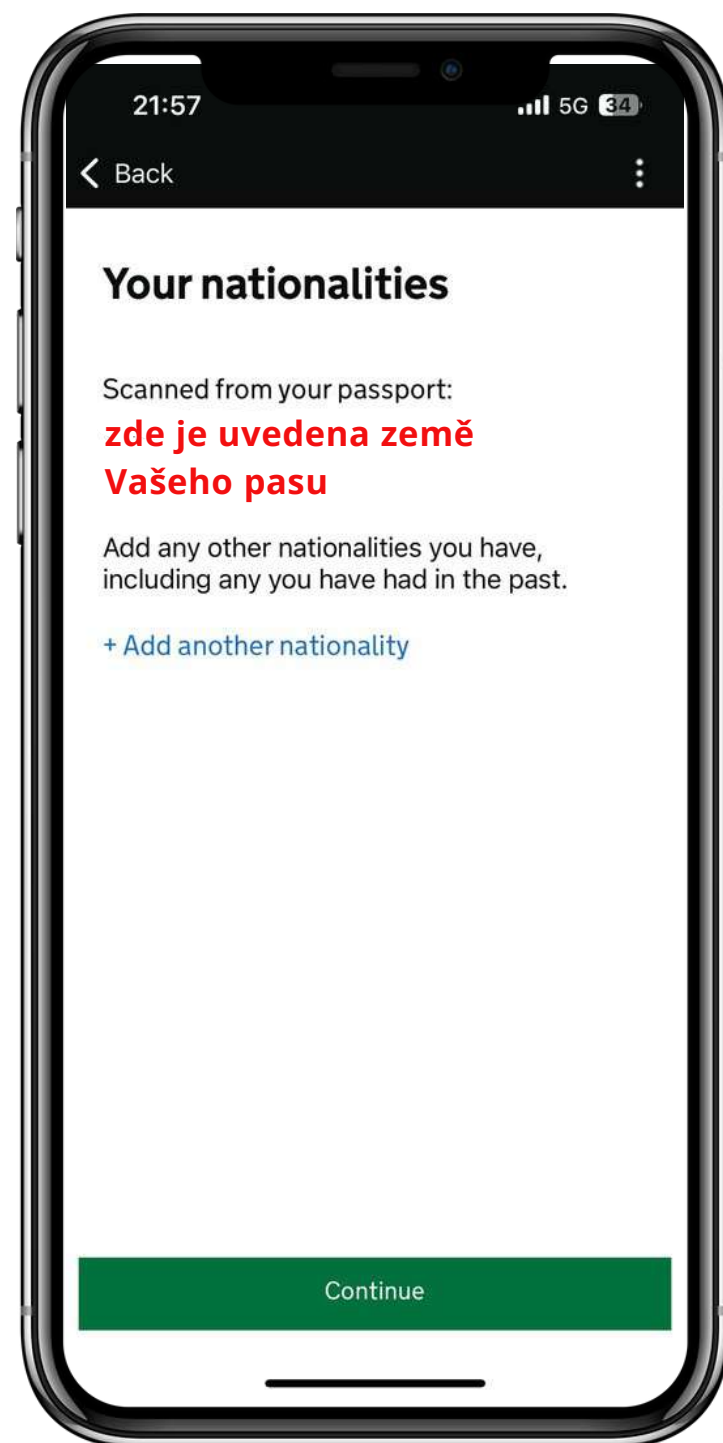 21:57 5G 34
Back
Your nationalities
Scanned from your passport:
zde je uvedena země
Vašeho pasu
Add any other nationalities you have,
including any you have had in the past.
+ Add another nationality
Continue